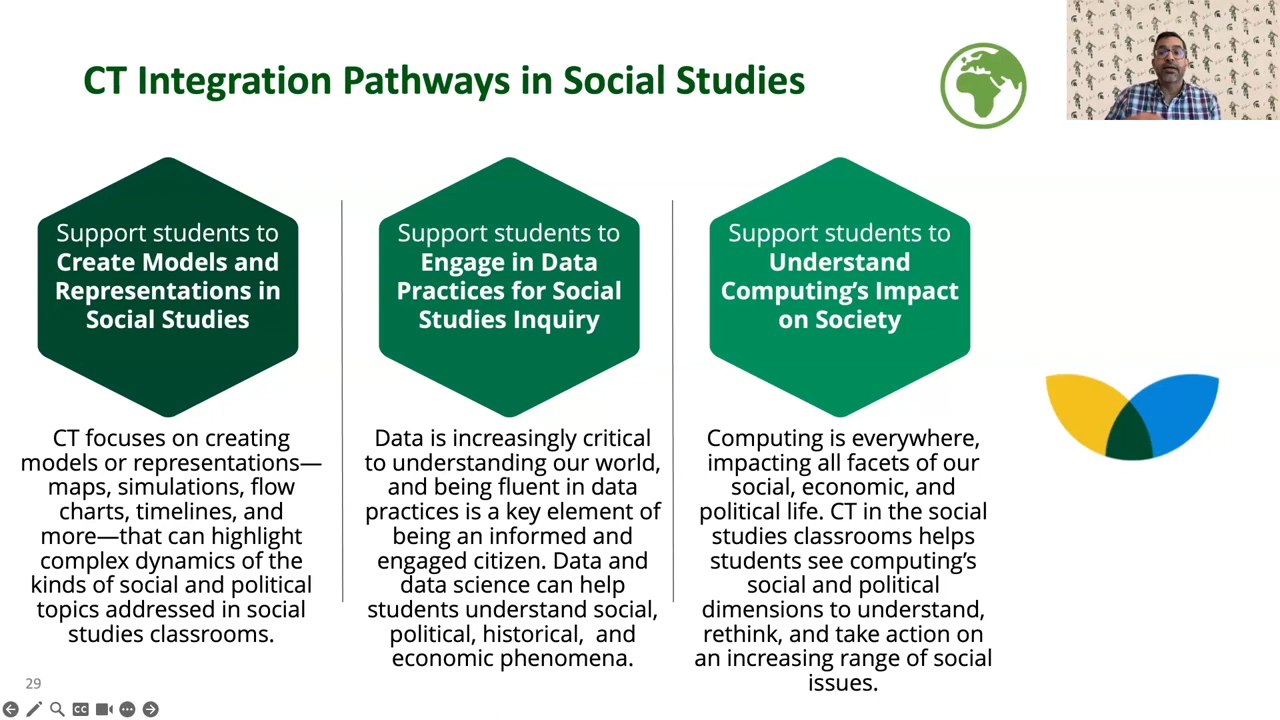 CT Integration Pathways in Social Studies
Support students to
Create Models and
Representations in
Social Studies
CT focuses on creating
models or representations—
maps, simulations, flow
charts, timelines, and
more—that can highlight
complex dynamics of the
kinds of social and political
topics addressed in social
studies classrooms.
Support students to
Engage in Data
Practices for Social
Studies Inquiry
Data is increasingly critical
to understanding our world,
and being fluent in data
practices is a key element of
being an informed and
engaged citizen. Data and
data science can help
students understand social,
political, historical,  and
economic phenomena.
Support students to
Understand
Computing’s Impact
on Society
Computing is everywhere,
impacting all facets of our
social, economic, and
political life. CT in the social
studies classrooms helps
students see computing’s
social and political
dimensions to understand,
rethink, and take action on
an increasing range of social
issues.
29
CC